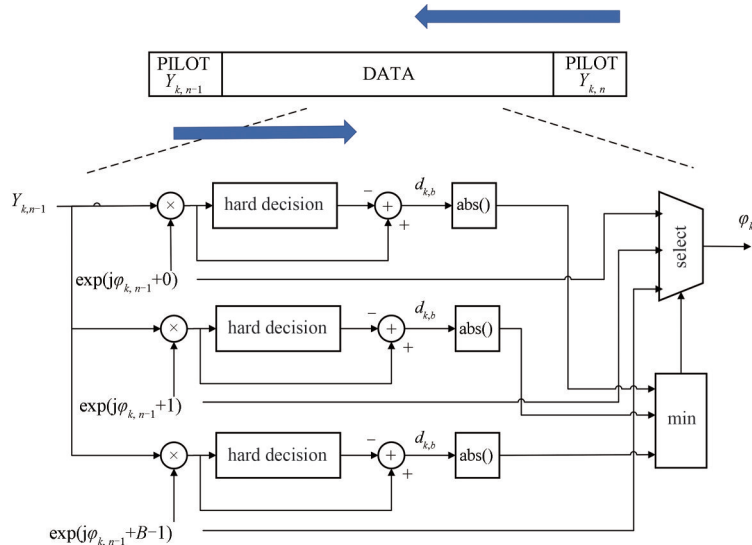 PILOT
Y_{k, n−1}
DATA
PILOT
Y_{k, n}
Y_{k,n−1}
×
hard decision
−
+
+
d_{k,b}
abs()
exp(jφ_{k, n−1}+0)
select
φ_k
×
hard decision
−
+
+
d_{k,b}
abs()
exp(jφ_{k, n−1}+1)
min
×
hard decision
−
+
+
d_{k,b}
abs()
exp(jφ_{k, n−1}+B−1)